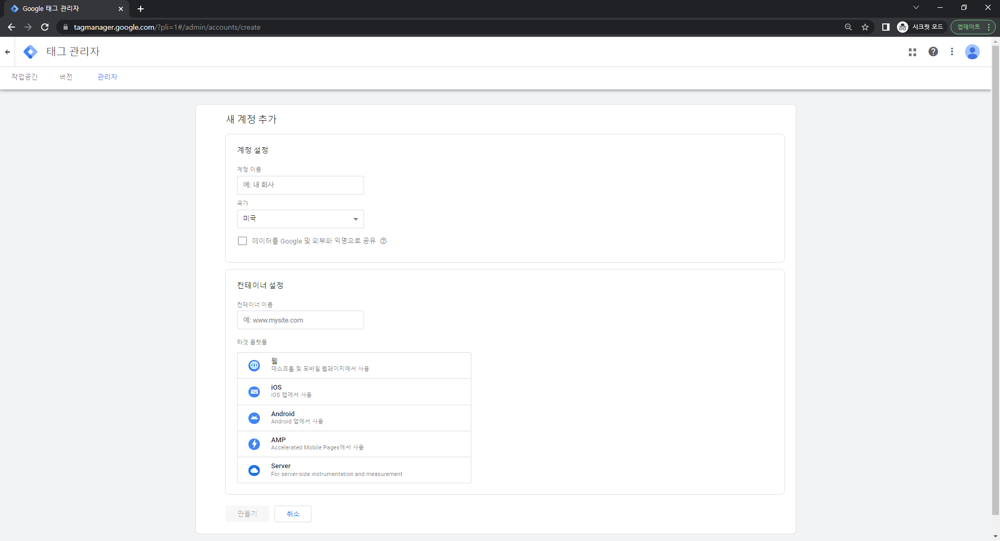 Google 태그 관리자
tagmanager.google.com/?pli=1#/admin/accounts/create
시크릿 모드
업데이트
태그 관리자
작업공간
버전
관리자
새 계정 추가
계정 설정
계정 이름
예: 내 회사
국가
미국
데이터를 Google 및 외부와 익명으로 공유
컨테이너 설정
컨테이너 이름
예: www.mysite.com
타겟 플랫폼
웹
데스크톱 및 모바일 웹페이지에서 사용
iOS
iOS
iOS 앱에서 사용
Android
Android 앱에서 사용
AMP
Accelerated Mobile Pages에서 사용
Server
For server-side instrumentation and measurement
만들기
취소